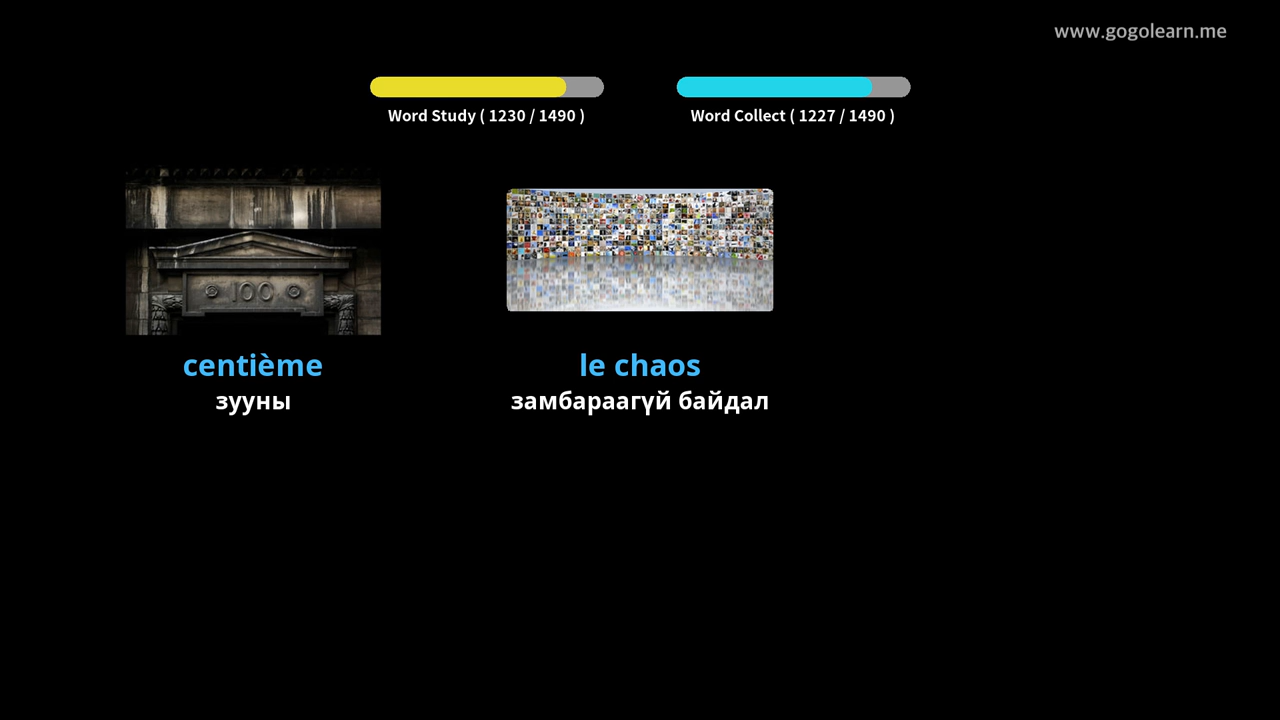 www.gogolearn.me
Word Study ( 1230 / 1490 )
Word Collect ( 1227 / 1490 )
100
centième
зууны
le chaos
замбараагүй байдал